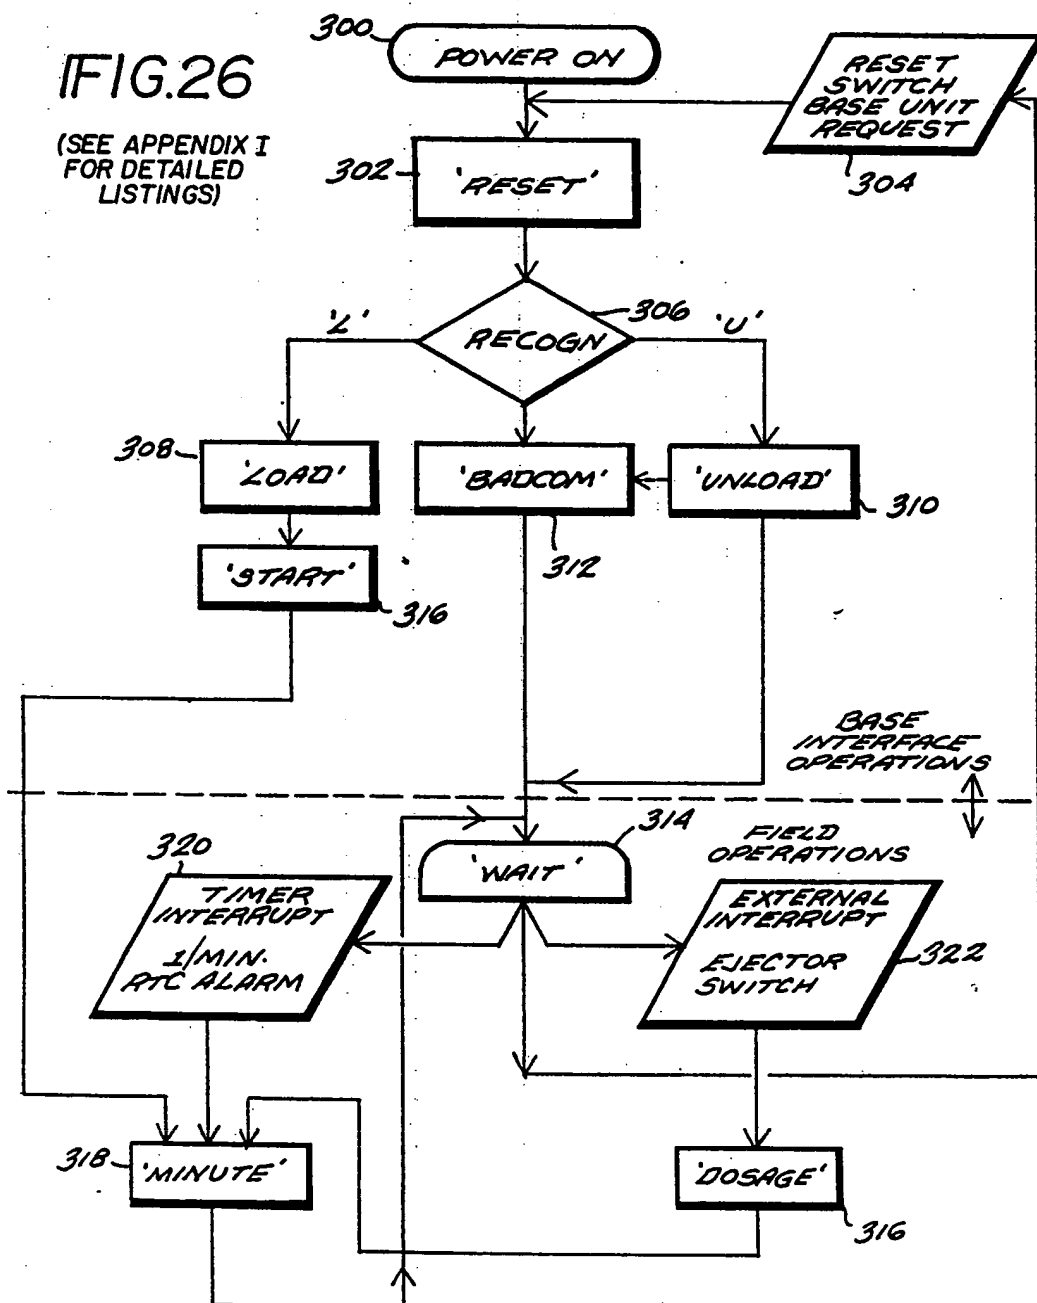 FIG.26
(SEE APPENDIX I
FOR DETAILED
LISTINGS)
300
POWER ON
RESET
SWITCH
BASE UNIT
REQUEST
304
302
'RESET'
306
RECOGN
'L'
'U'
308
'LOAD'
'BADCOM'
'UNLOAD'
310
312
'START'
316
BASE
INTERFACE
OPERATIONS
314
'WAIT'
FIELD
OPERATIONS
320
TIMER
INTERRUPT
1/MIN.
RTC ALARM
EXTERNAL
INTERRUPT
EJECTOR
SWITCH
322
318
'MINUTE'
'DOSAGE'
316